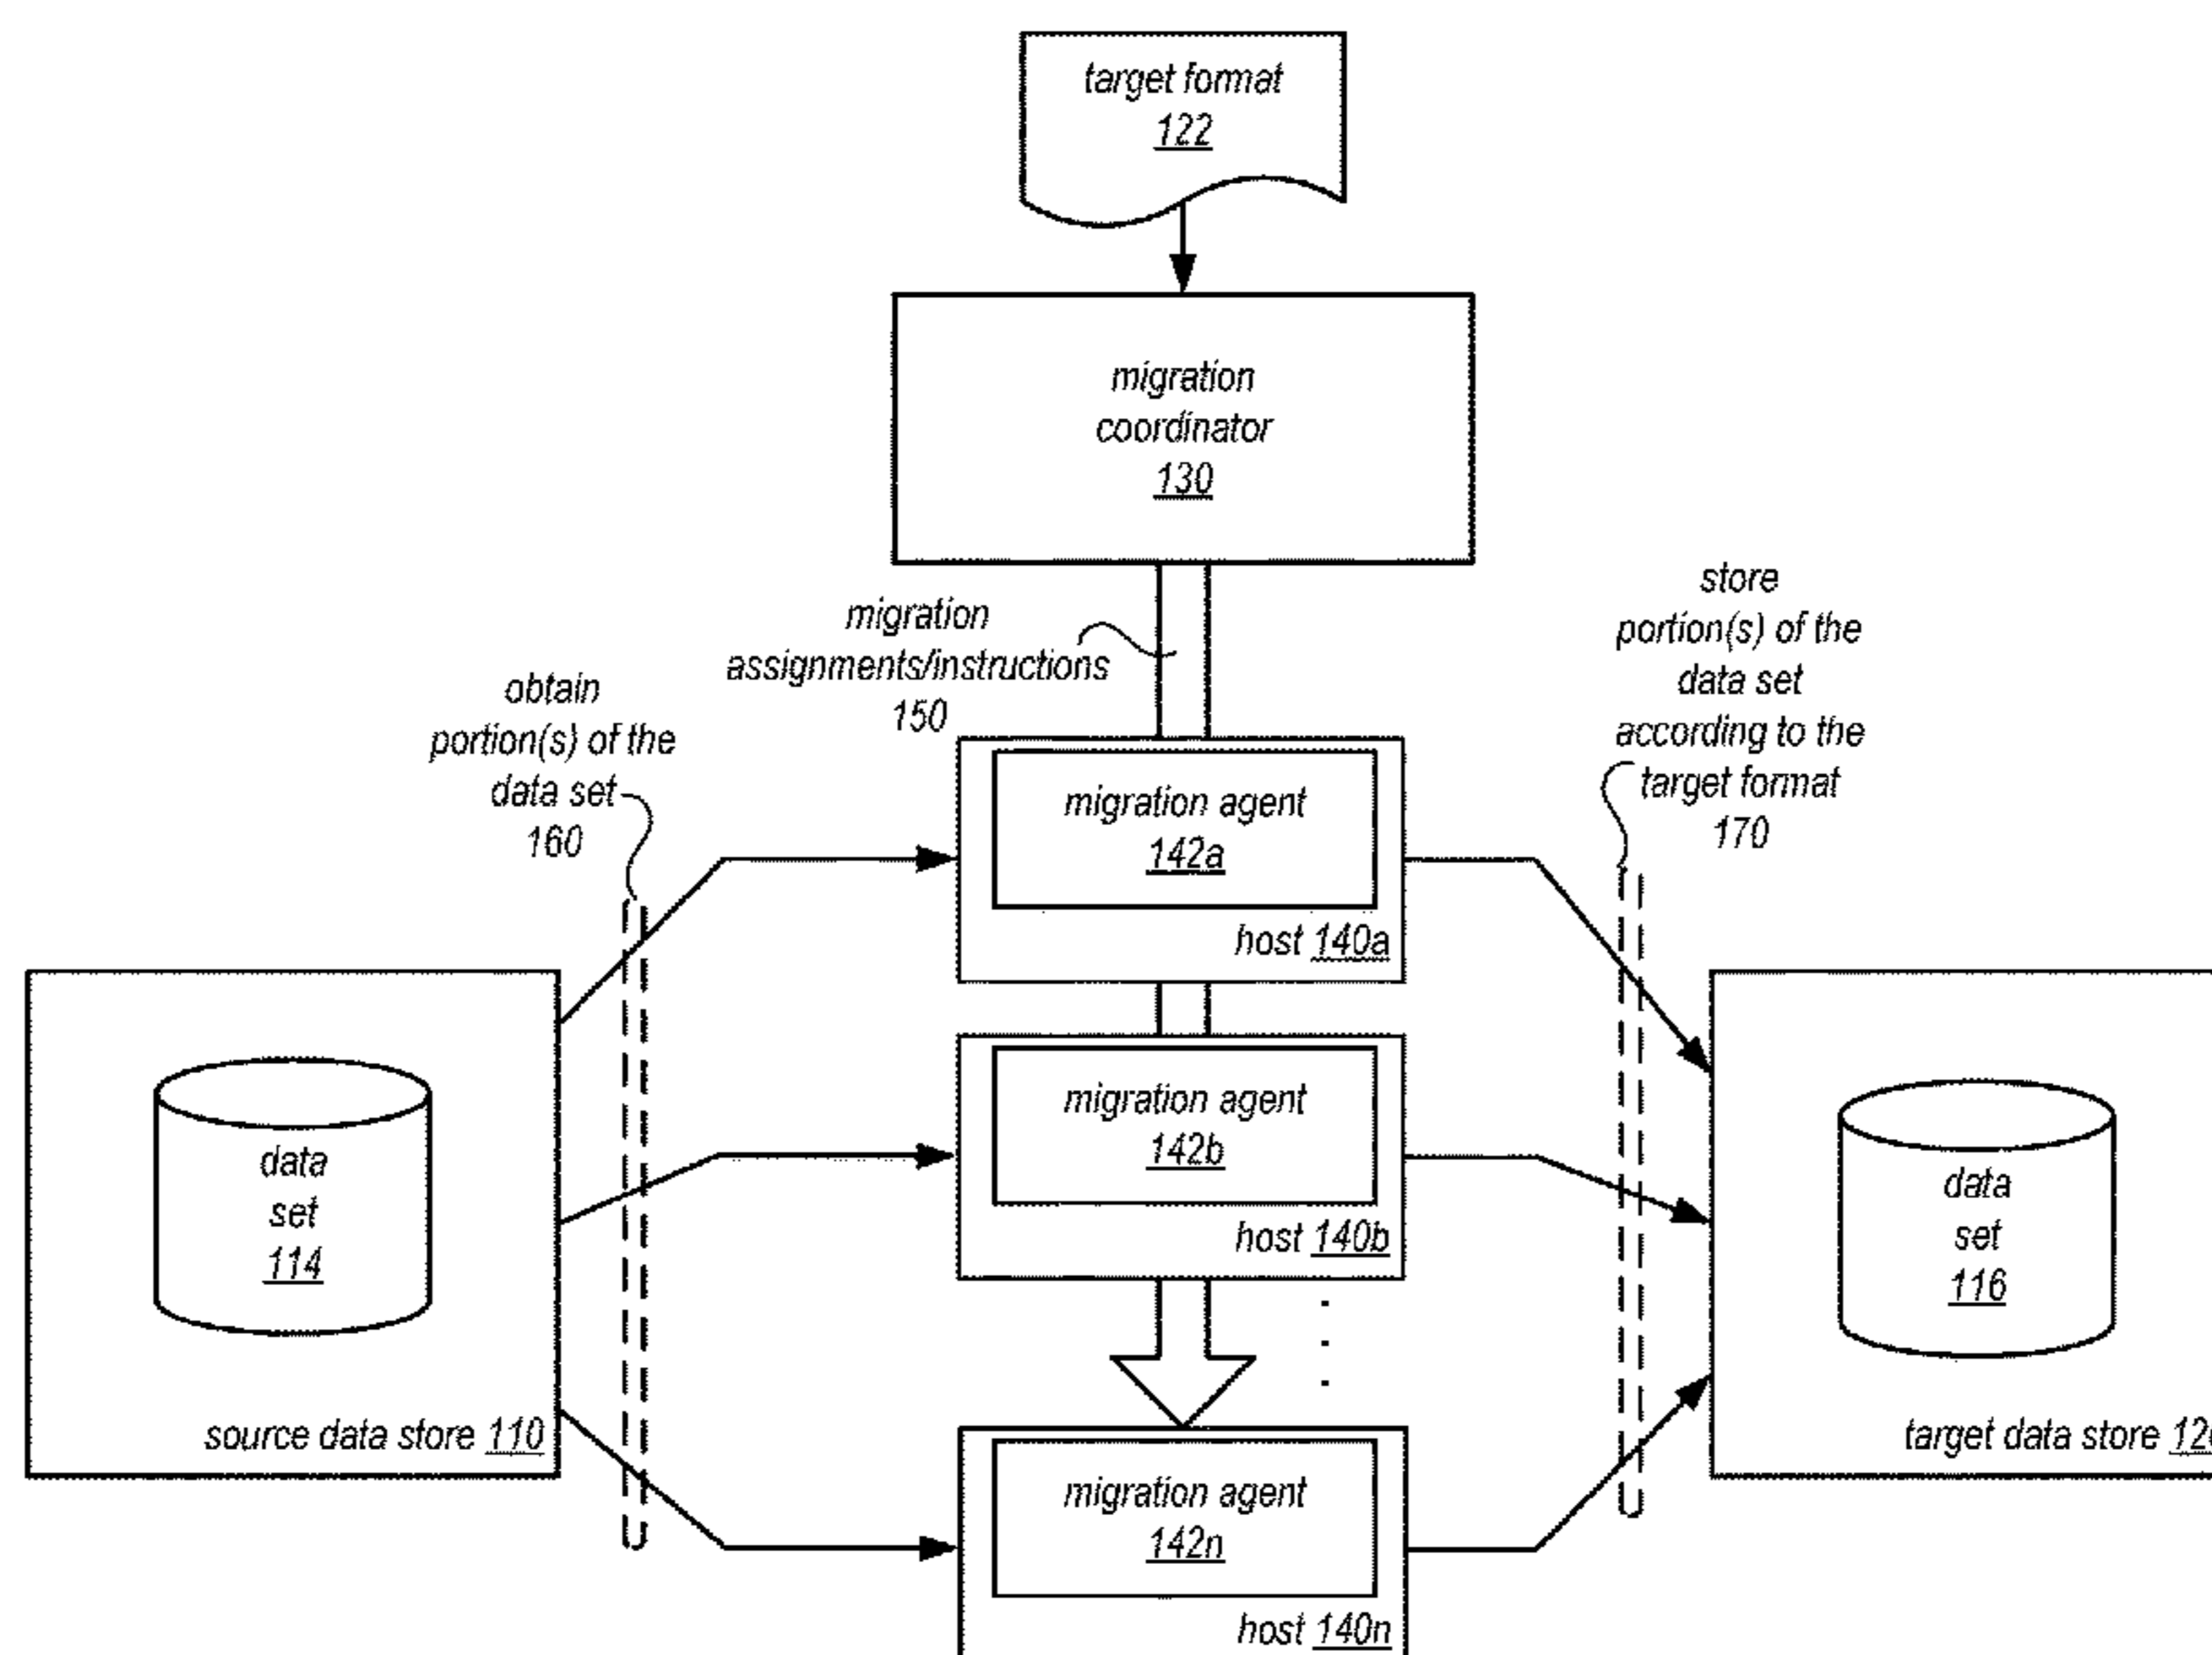 target format
122
migration
coordinator
130
migration
assignments/instructions
150
obtain
portion(s) of the
data set
160
store
portion(s) of the
data set
according to the
target format
170
migration agent
142a
host 140a
migration agent
142b
host 140b
.
.
.
migration agent
142n
host 140n
data
set
114
source data store 110
data
set
116
target data store